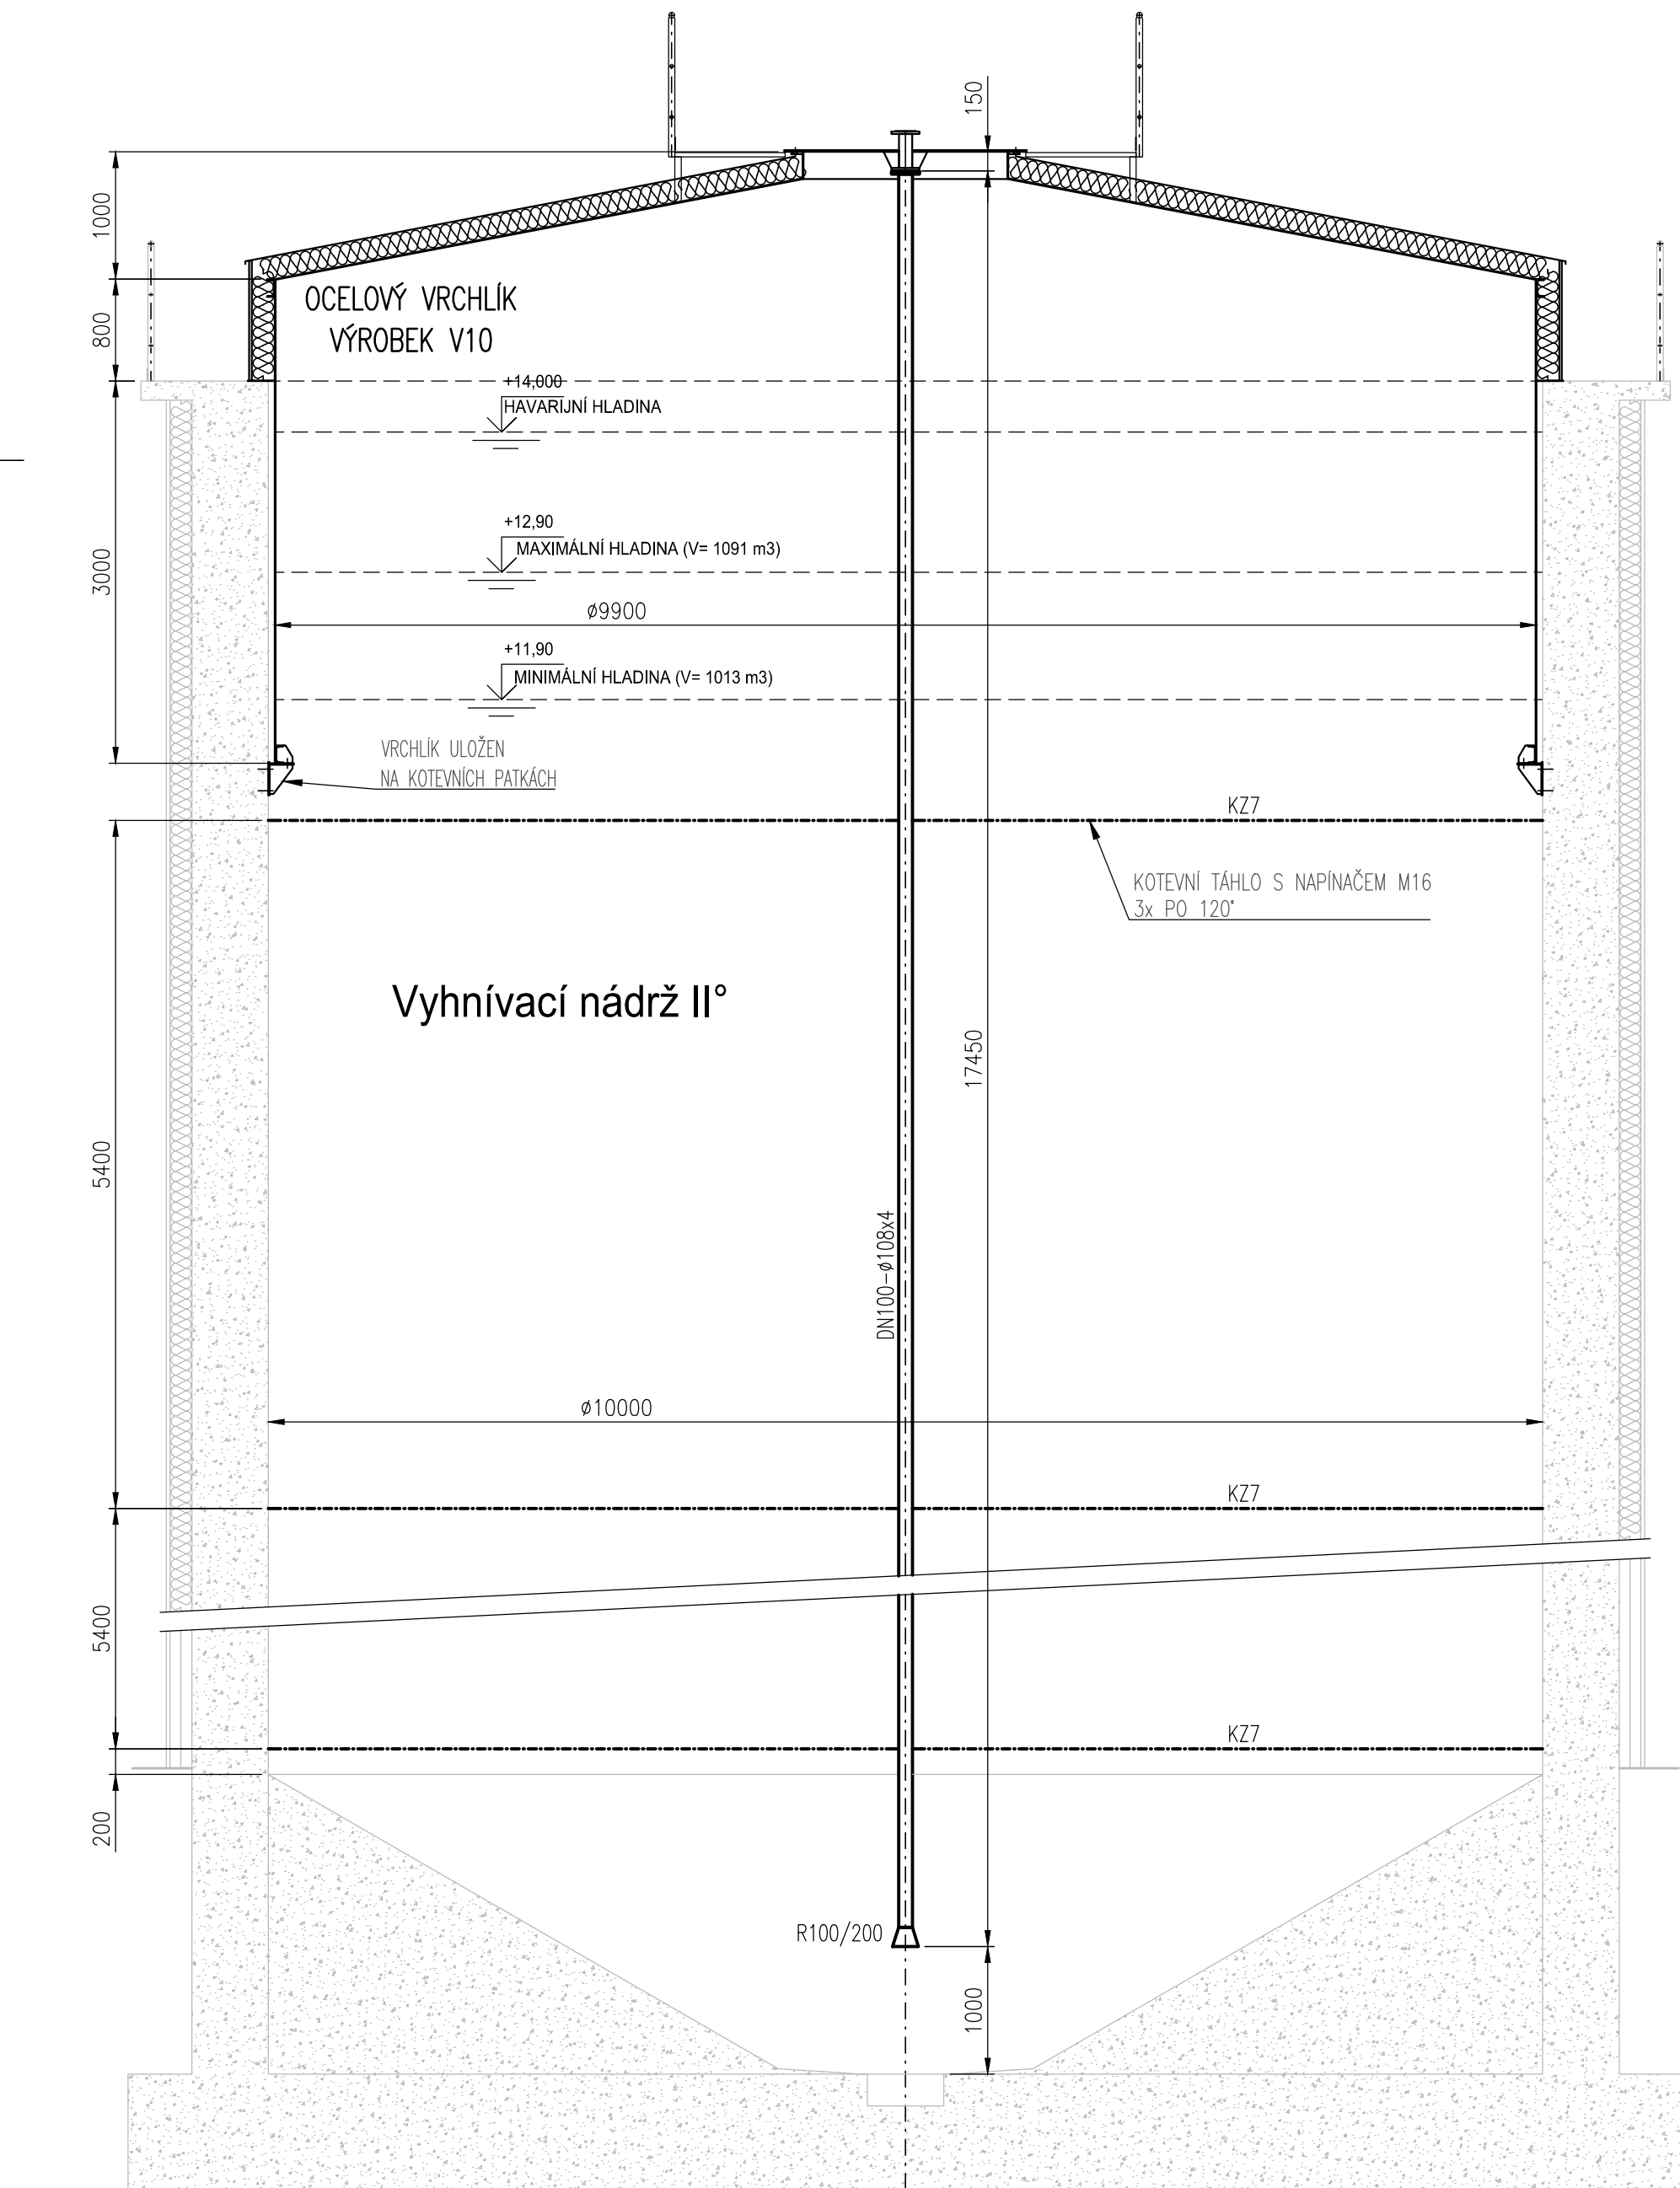 150
1000
OCELOVÝ VRCHLÍK
VÝROBEK V10
800
+14,000
HAVARIJNÍ HLADINA
+12,90
MAXIMÁLNÍ HLADINA (V= 1091 m3)
3000
ø9900
+11,90
MINIMÁLNÍ HLADINA (V= 1013 m3)
VRCHLÍK ULOŽEN
NA KOTEVNÍCH PATKÁCH
KZ7
KOTEVNÍ TÁHLO S NAPÍNAČEM M16
3x PO 120°
Vyhnívací nádrž II°
17450
5400
DN100-ø108x4
ø10000
KZ7
5400
KZ7
200
R100/200
1000